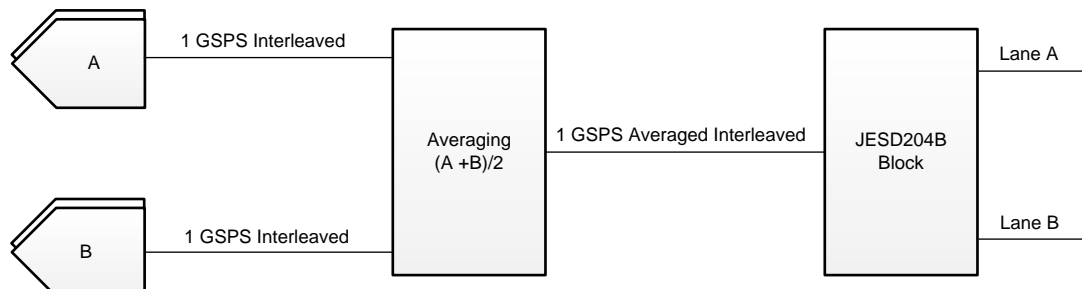 1 GSPS Interleaved
A
Lane A
Averaging
(A +B)/2
1 GSPS Averaged Interleaved
JESD204B
Block
1 GSPS Interleaved
B
Lane B